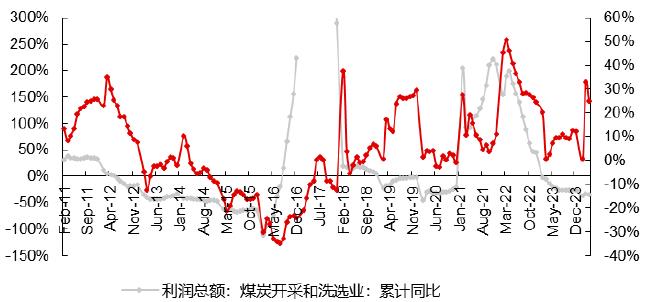 300%
250%
200%
150%
100%
50%
0%
-50%
-100%
-150%
60%
50%
40%
30%
20%
10%
0%
-10%
-20%
-30%
-40%
Feb-11
Sep-11
Apr-12
Nov-12
Jun-13
Jan-14
Aug-14
Mar-15
Oct-15
May-16
Dec-16
Jul-17
Feb-18
Sep-18
Apr-19
Nov-19
Jun-20
Jan-21
Aug-21
Mar-22
Oct-22
May-23
Dec-23
利润总额：煤炭开采和洗选业：累计同比